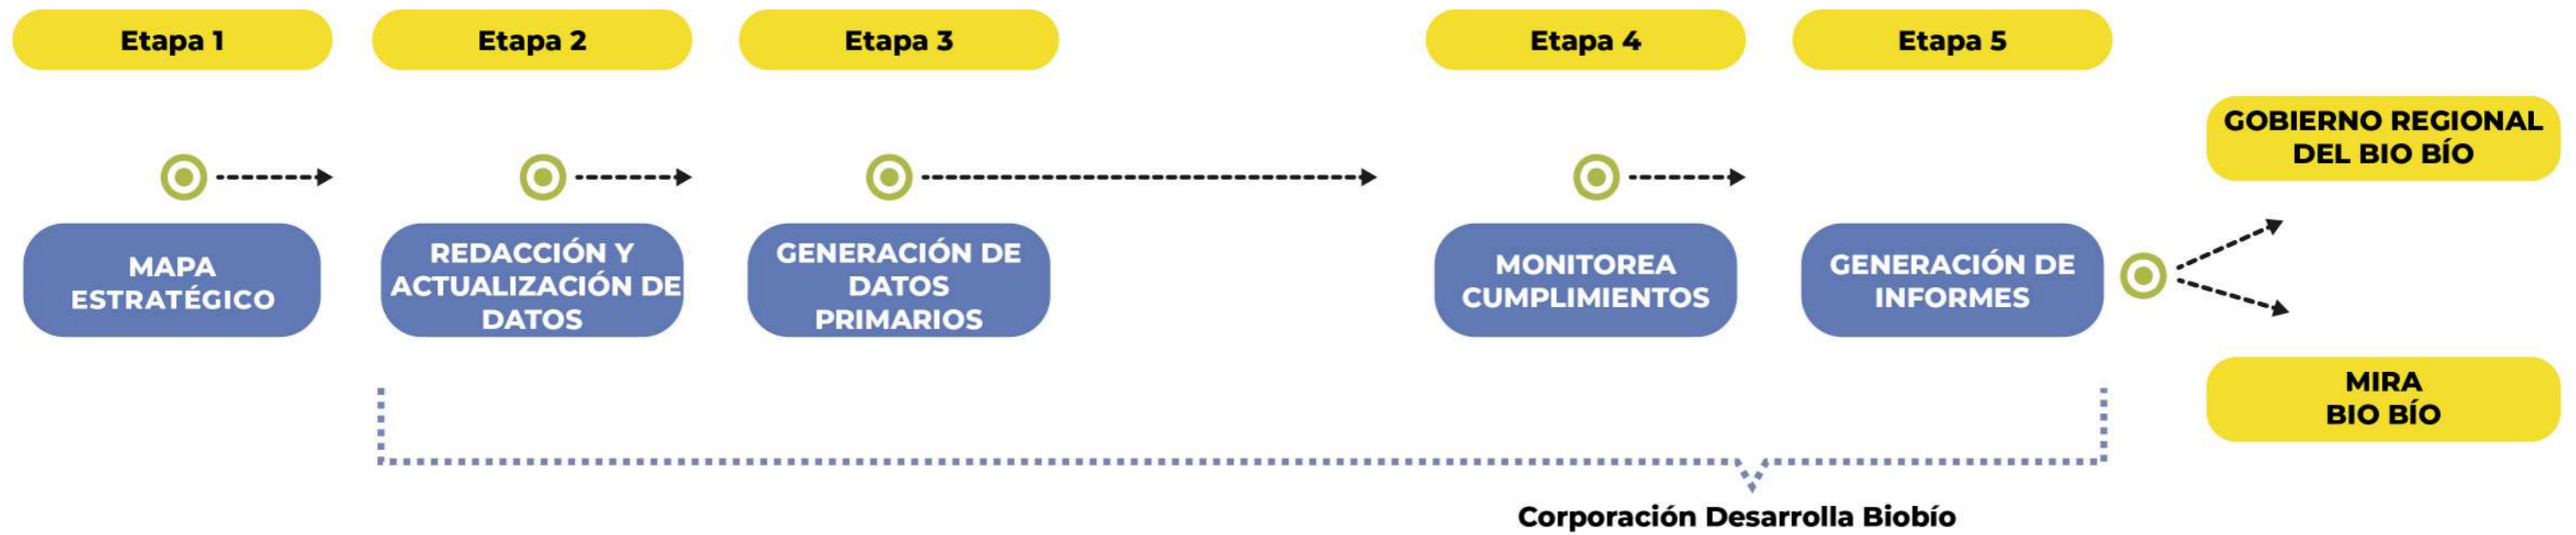 Etapa 1
Etapa 2
Etapa 3
Etapa 4
Etapa 5
MAPA
ESTRATÉGICO
REDACCIÓN Y
ACTUALIZACIÓN DE
DATOS
GENERACIÓN DE
DATOS
PRIMARIOS
MONITOREA
CUMPLIMIENTOS
GENERACIÓN DE
INFORMES
GOBIERNO REGIONAL
DEL BIO BÍO
MIRA
BIO BÍO
Corporación Desarrolla Biobío